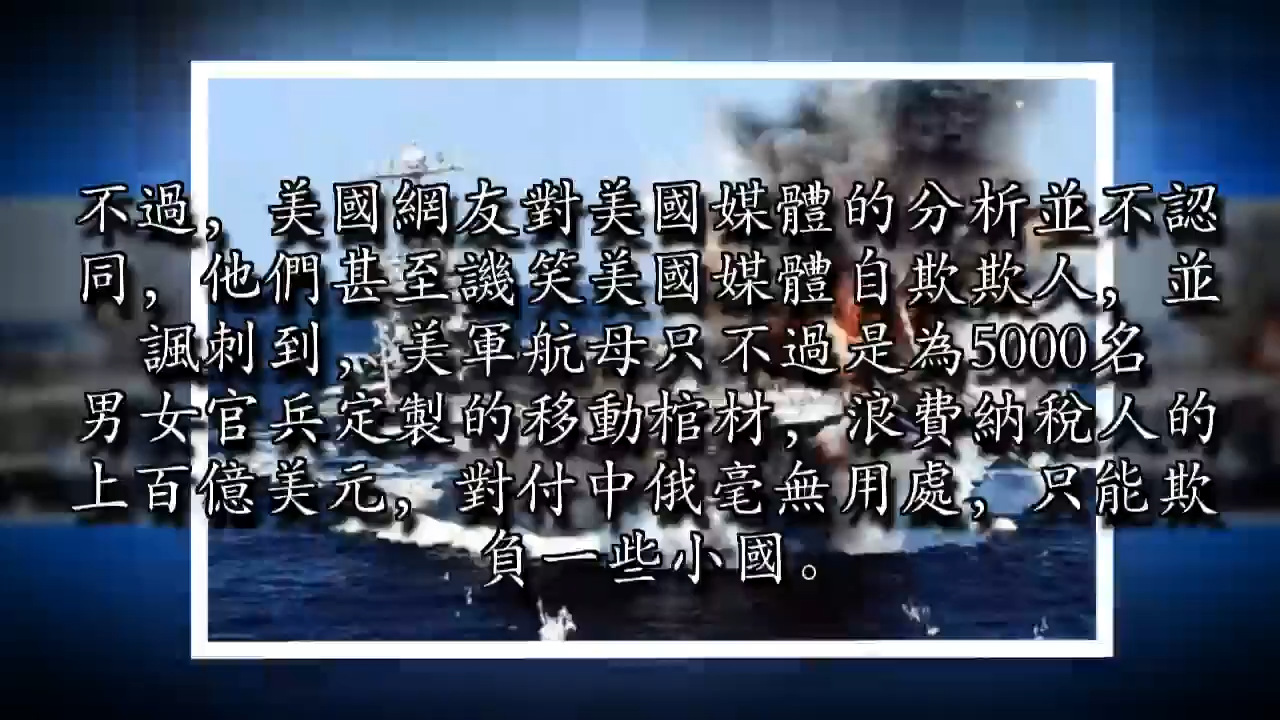 不過，美國網友對美國媒體的分析並不認
同，他們甚至譏笑美國媒體自欺欺人，並
諷刺到，美軍航母只不過是為5000名
男女官兵定製的移動棺材，浪費納稅人的
上百億美元，對付中俄毫無用處，只能欺
負一些小國。